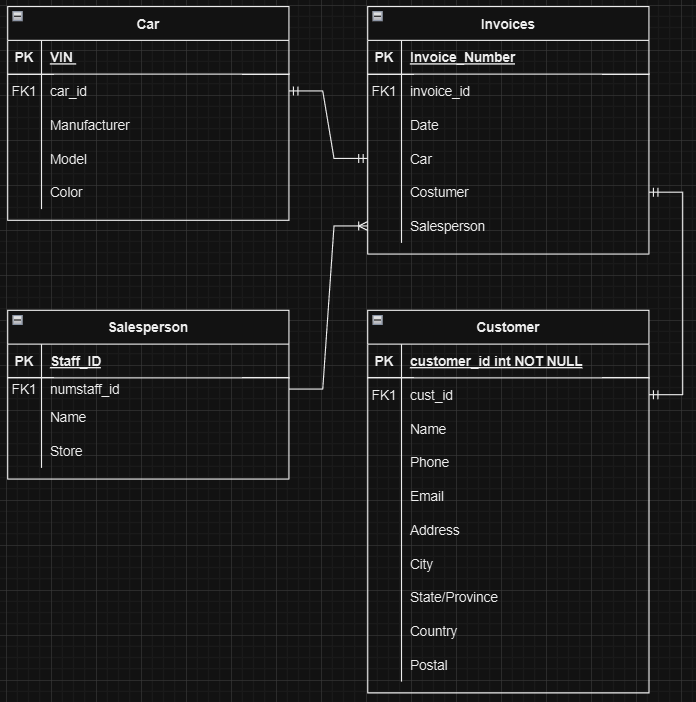 Car
PK VIN
FK1 car_id
Manufacturer
Model
Color
Invoices
PK Invoice_Number
FK1 invoice_id
Date
Car
Costumer
Salesperson
Salesperson
PK Staff_ID
FK1 numstaff_id
Name
Store
Customer
PK customer_id int NOT NULL
FK1 cust_id
Name
Phone
Email
Address
City
State/Province
Country
Postal